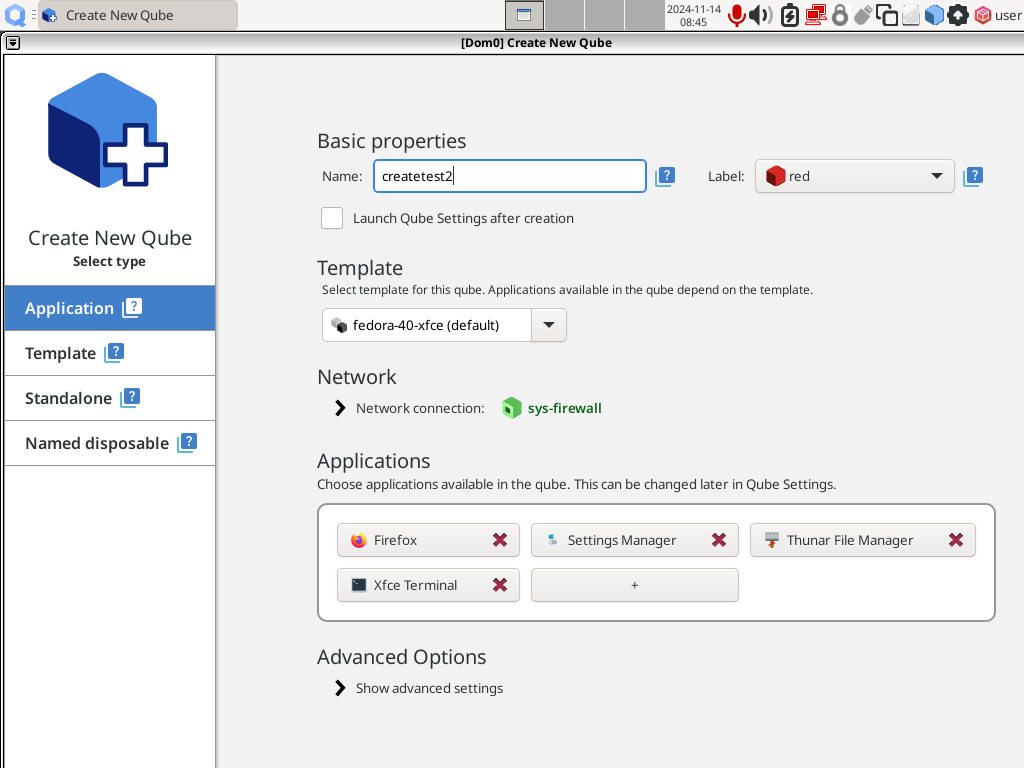 Create New Qube
2024-11-14
08:45
user
[Dom0] Create New Qube
Create New Qube
Select type
Application
Template
Standalone
Named disposable
Basic properties
Name: createtest2 ? Label: red ?
Launch Qube Settings after creation
Template
Select template for this qube. Applications available in the qube depend on the template.
fedora-40-xfce (default)
Network
Network connection: sys-firewall
Applications
Choose applications available in the qube. This can be changed later in Qube Settings.
Firefox Settings Manager Thunar File Manager
Xfce Terminal +
Advanced Options
Show advanced settings